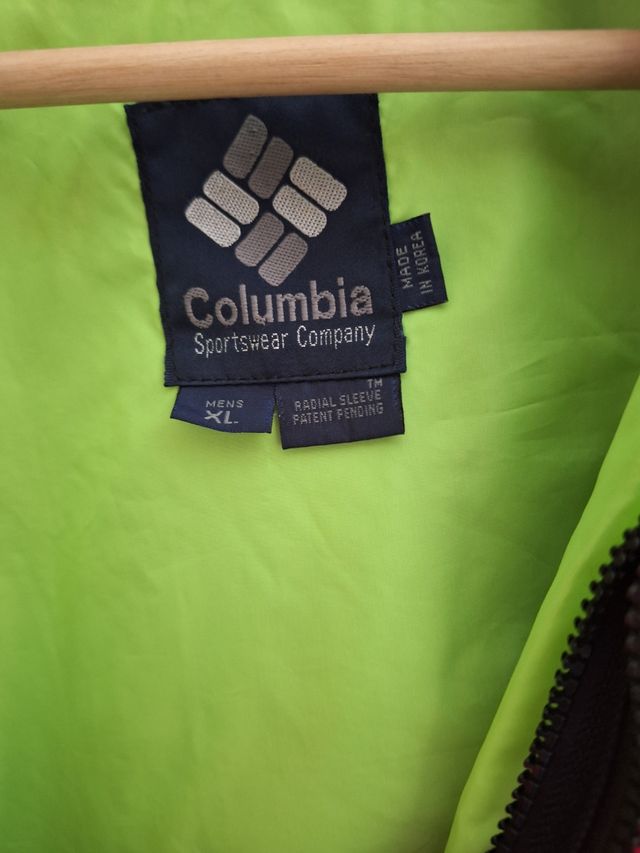 Columbia
Sportswear Company
MADE
IN KOREA
MENS
XL
TM
RADIAL SLEEVE
PATENT PENDING